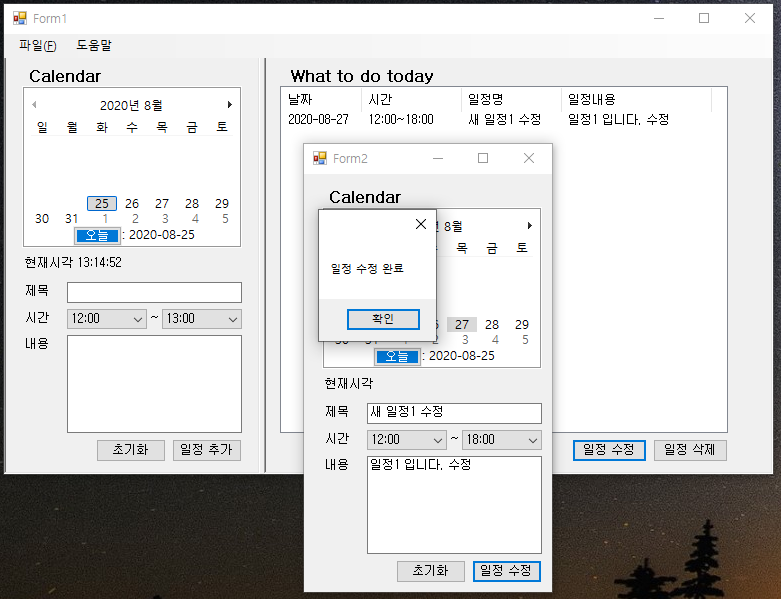 Form1
파일(F) 도움말
Calendar
2020년 8월
일 월 화 수 목 금 토
25 26 27 28 29
30 31 1 2 3 4 5
오늘 : 2020-08-25
현재시각 13:14:52
제목
시간 12:00 ~ 13:00
내용
초기화 일정 추가
What to do today
날짜 시간 일정명 일정내용
2020-08-27 12:00~18:00 새 일정1 수정 일정1 입니다. 수정
일정 수정 일정 삭제
Form2
Calendar
8월
목 금 토
27 28 29
2 3 4 5
오늘 : 2020-08-25
현재시각
제목 새 일정1 수정
시간 12:00 ~ 18:00
내용 일정1 입니다. 수정
초기화 일정 수정
일정 수정 완료
확인